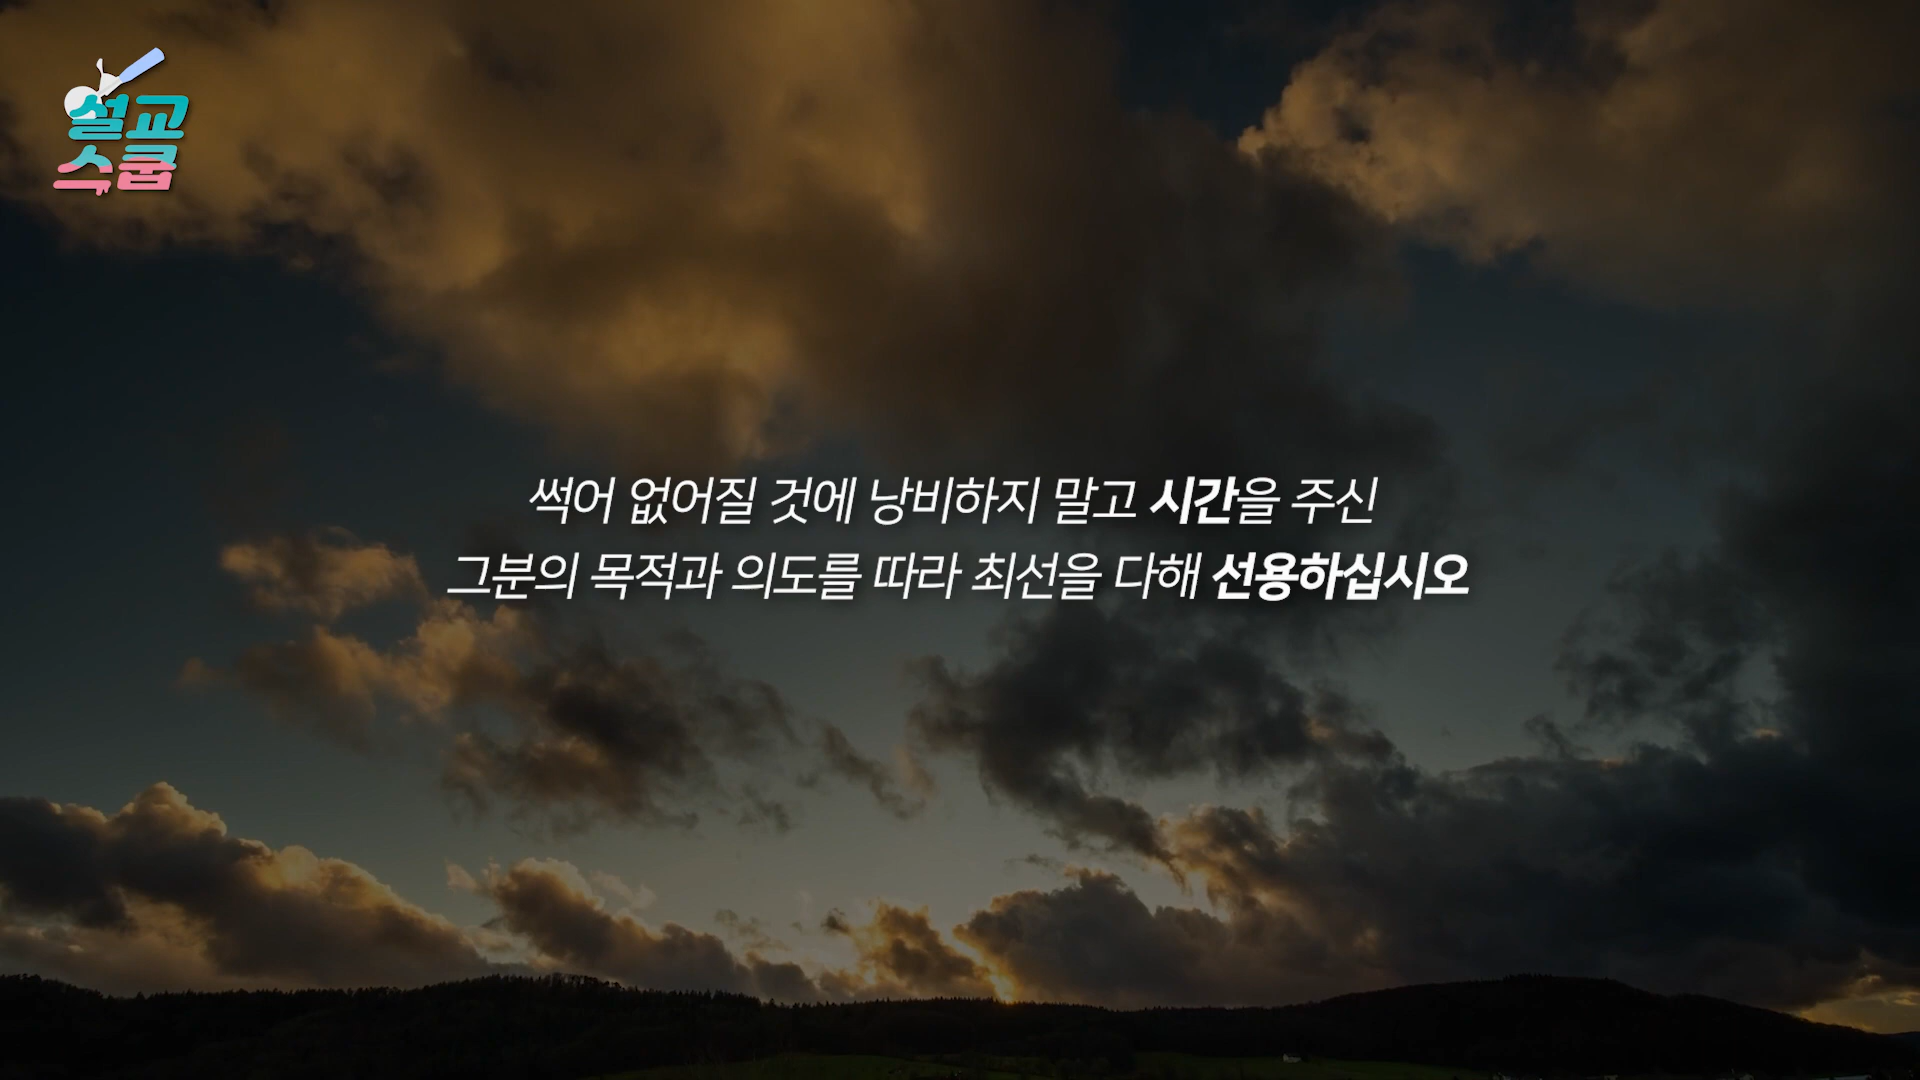 설교
스쿱
썩어 없어질 것에 낭비하지 말고 시간을 주신
그분의 목적과 의도를 따라 최선을 다해 선용하십시오